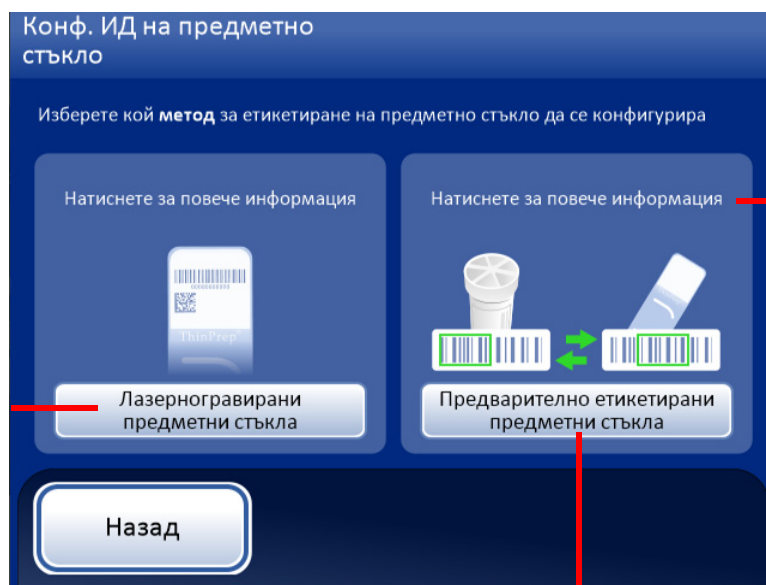 Конф. ИД на предметно
стъкло
Изберете кой метод за етикетиране на предметно стъкло да се конфигурира
Натиснете за повече информация
ThinPrep
Лазерногравирани
предметни стъкла
Натиснете за повече информация
Предварително етикетирани
предметни стъкла
Назад